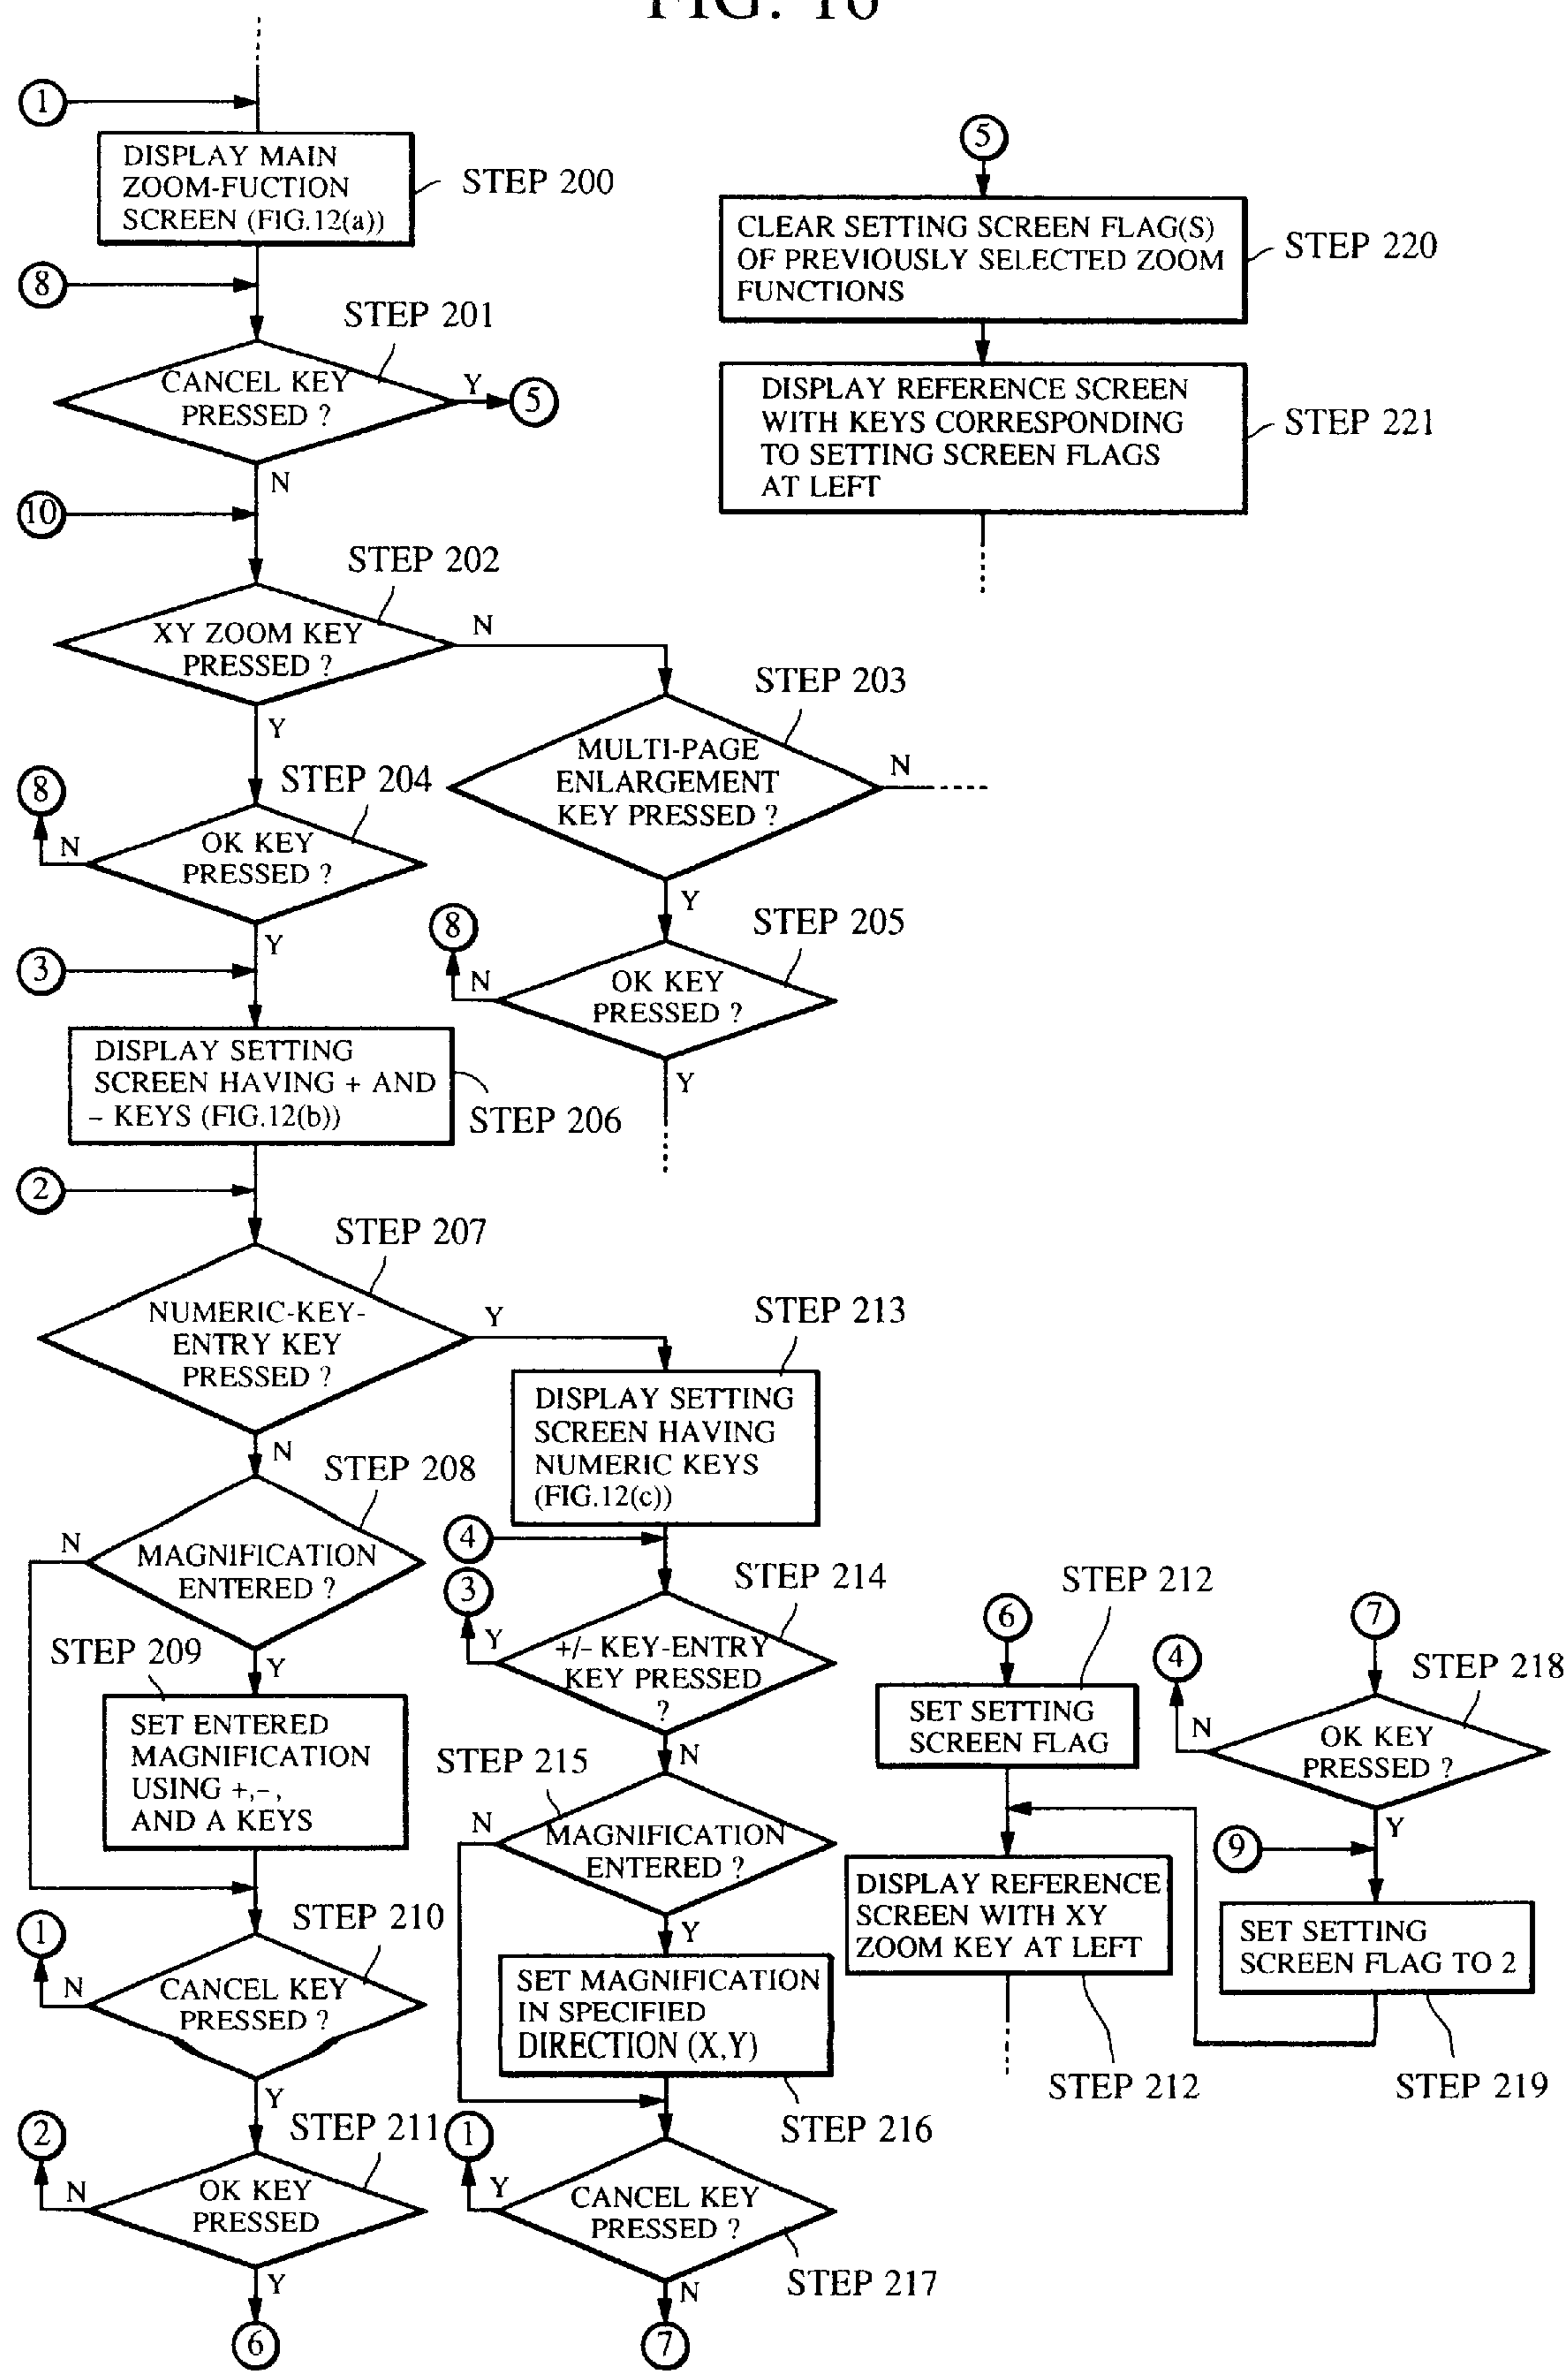 FIG. 16
1
DISPLAY MAIN
ZOOM-FUCTION
SCREEN (FIG.12(a))
STEP 200
8
STEP 201
CANCEL KEY
PRESSED ?
Y
5
N
10
STEP 202
XY ZOOM KEY
PRESSED ?
N
Y
STEP 203
MULTI-PAGE
ENLARGEMENT
KEY PRESSED ?
N
Y
8
STEP 204
OK KEY
PRESSED ?
N
Y
8
STEP 205
OK KEY
PRESSED ?
N
Y
3
DISPLAY SETTING
SCREEN HAVING + AND
– KEYS (FIG.12(b))
STEP 206
2
STEP 207
NUMERIC-KEY-
ENTRY KEY
PRESSED ?
Y
N
STEP 208
MAGNIFICATION
ENTERED ?
N
Y
STEP 209
SET ENTERED
MAGNIFICATION
USING +,–,
AND A KEYS
1
STEP 210
CANCEL KEY
PRESSED ?
N
Y
2
STEP 211
OK KEY
PRESSED
N
Y
6
STEP 213
DISPLAY SETTING
SCREEN HAVING
NUMERIC KEYS
(FIG.12(c))
4
3
STEP 214
+/– KEY-ENTRY
KEY PRESSED
?
Y
N
STEP 215
MAGNIFICATION
ENTERED ?
N
Y
SET MAGNIFICATION
IN SPECIFIED
DIRECTION (X,Y)
STEP 216
1
CANCEL KEY
PRESSED ?
Y
STEP 217
N
7
5
CLEAR SETTING SCREEN FLAG(S)
OF PREVIOUSLY SELECTED ZOOM
FUNCTIONS
STEP 220
DISPLAY REFERENCE SCREEN
WITH KEYS CORRESPONDING
TO SETTING SCREEN FLAGS
AT LEFT
STEP 221
6
STEP 212
SET SETTING
SCREEN FLAG
DISPLAY REFERENCE
SCREEN WITH XY
ZOOM KEY AT LEFT
STEP 212
7
4
STEP 218
OK KEY
PRESSED ?
N
Y
9
SET SETTING
SCREEN FLAG TO 2
STEP 219